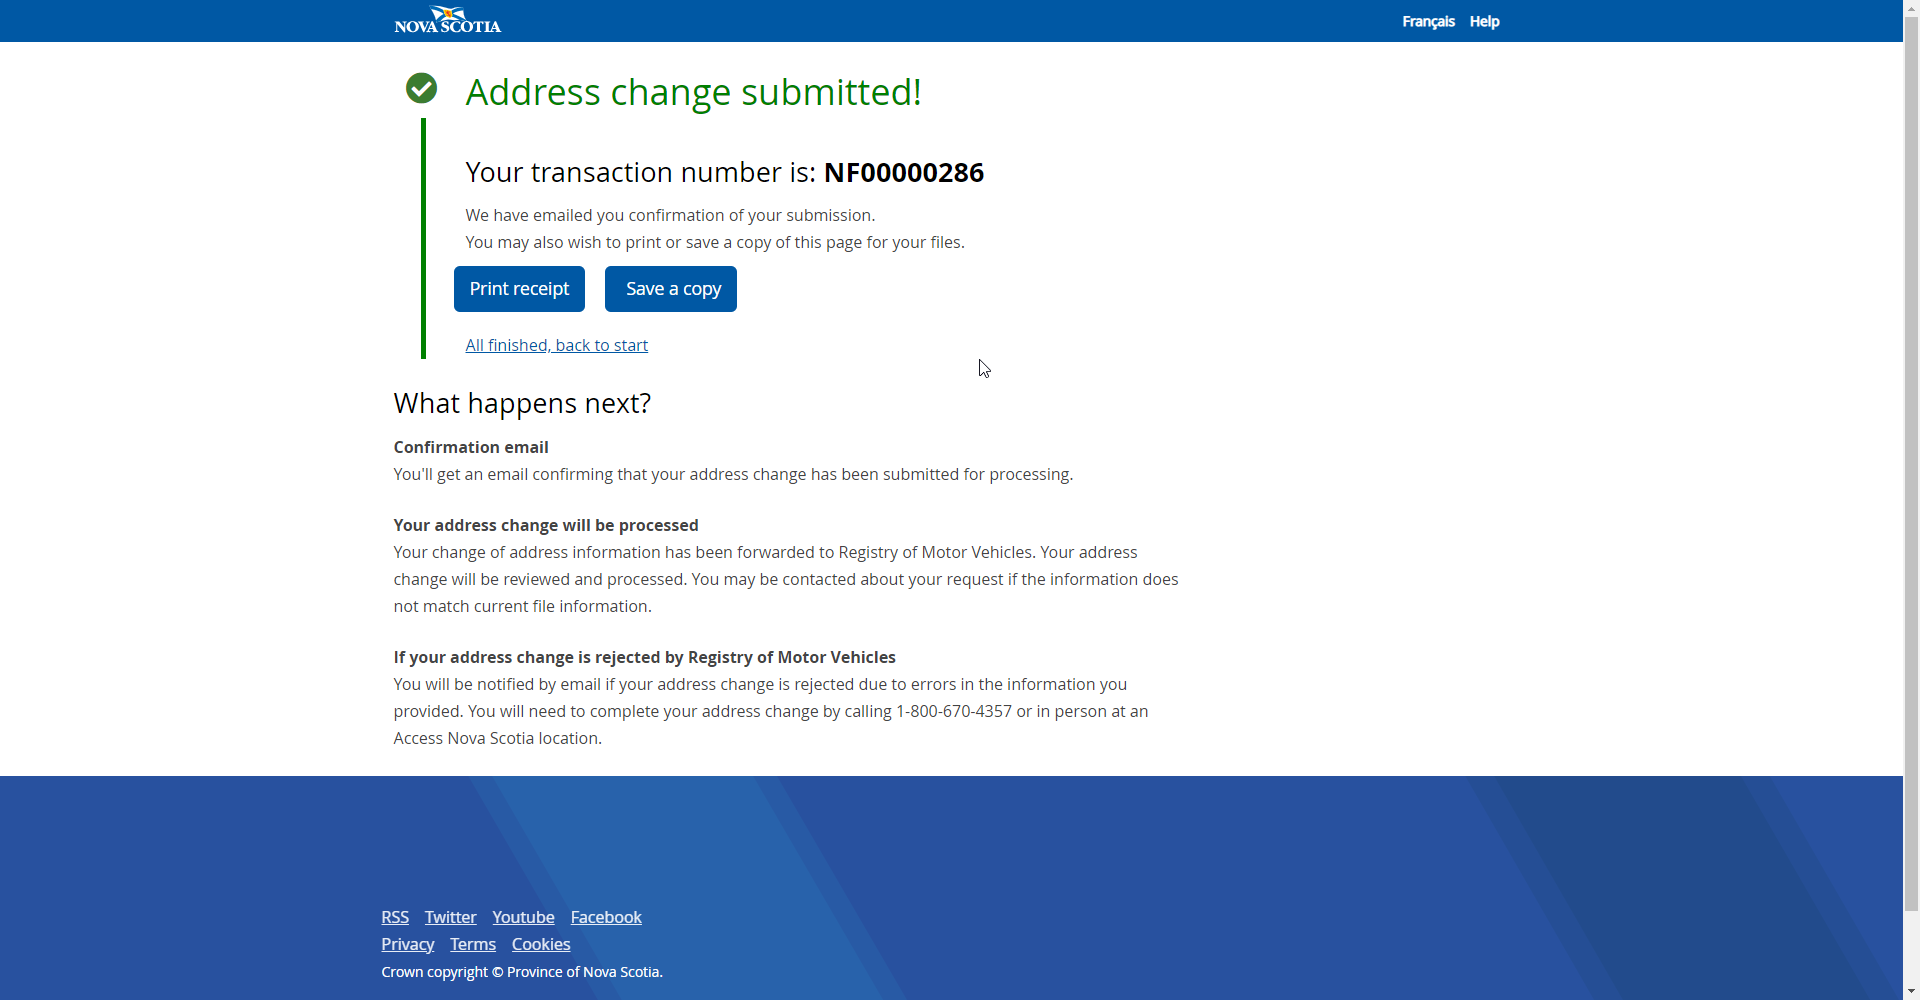 NOVA SCOTIA
Français Help
Address change submitted!
Your transaction number is: NF00000286
We have emailed you confirmation of your submission.
You may also wish to print or save a copy of this page for your files.
Print receipt Save a copy
All finished, back to start
What happens next?
Confirmation email
You'll get an email confirming that your address change has been submitted for processing.
Your address change will be processed
Your change of address information has been forwarded to Registry of Motor Vehicles. Your address
change will be reviewed and processed. You may be contacted about your request if the information does
not match current file information.
If your address change is rejected by Registry of Motor Vehicles
You will be notified by email if your address change is rejected due to errors in the information you
provided. You will need to complete your address change by calling 1-800-670-4357 or in person at an
Access Nova Scotia location.
RSS Twitter Youtube Facebook
Privacy Terms Cookies
Crown copyright © Province of Nova Scotia.